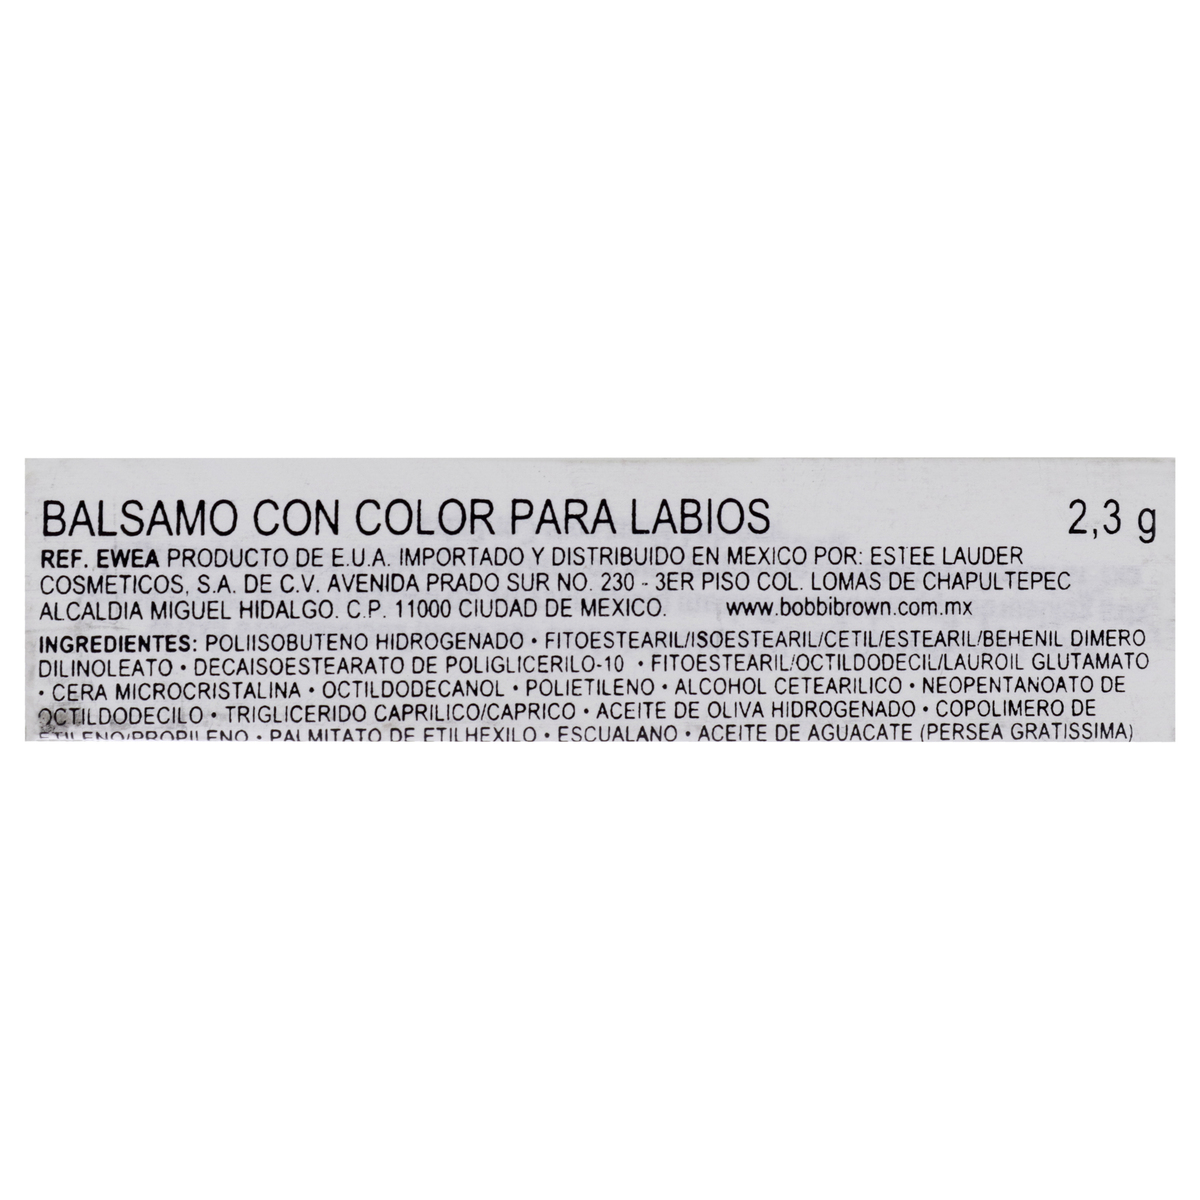 BALSAMO CON COLOR PARA LABIOS 2,3 g
REF. EWEA PRODUCTO DE E.U.A. IMPORTADO Y DISTRIBUIDO EN MEXICO POR: ESTEE LAUDER
COSMETICOS, S.A. DE C.V. AVENIDA PRADO SUR NO. 230 - 3ER PISO COL. LOMAS DE CHAPULTEPEC
ALCALDIA MIGUEL HIDALGO. C.P. 11000 CIUDAD DE MEXICO. www.bobbibrown.com.mx
INGREDIENTES: POLIISOBUTENO HIDROGENADO • FITOESTEARIL/ISOESTEARIL/CETIL/ESTEARIL/BEHENIL DIMERO
DILINOLEATO • DECAISOESTEARATO DE POLIGLICERILO-10 • FITOESTEARIL/OCTILDODECIL/LAUROIL GLUTAMATO
• CERA MICROCRISTALINA • OCTILDODECANOL • POLIETILENO • ALCOHOL CETEARILICO • NEOPENTANOATO DE
OCTILDODECILO • TRIGLICERIDO CAPRILICO/CAPRICO • ACEITE DE OLIVA HIDROGENADO • COPOLIMERO DE
ETILENO/PROPILENO • PALMITATO DE ETILHEXILO • ESCUALANO • ACEITE DE AGUACATE (PERSEA GRATISSIMA)